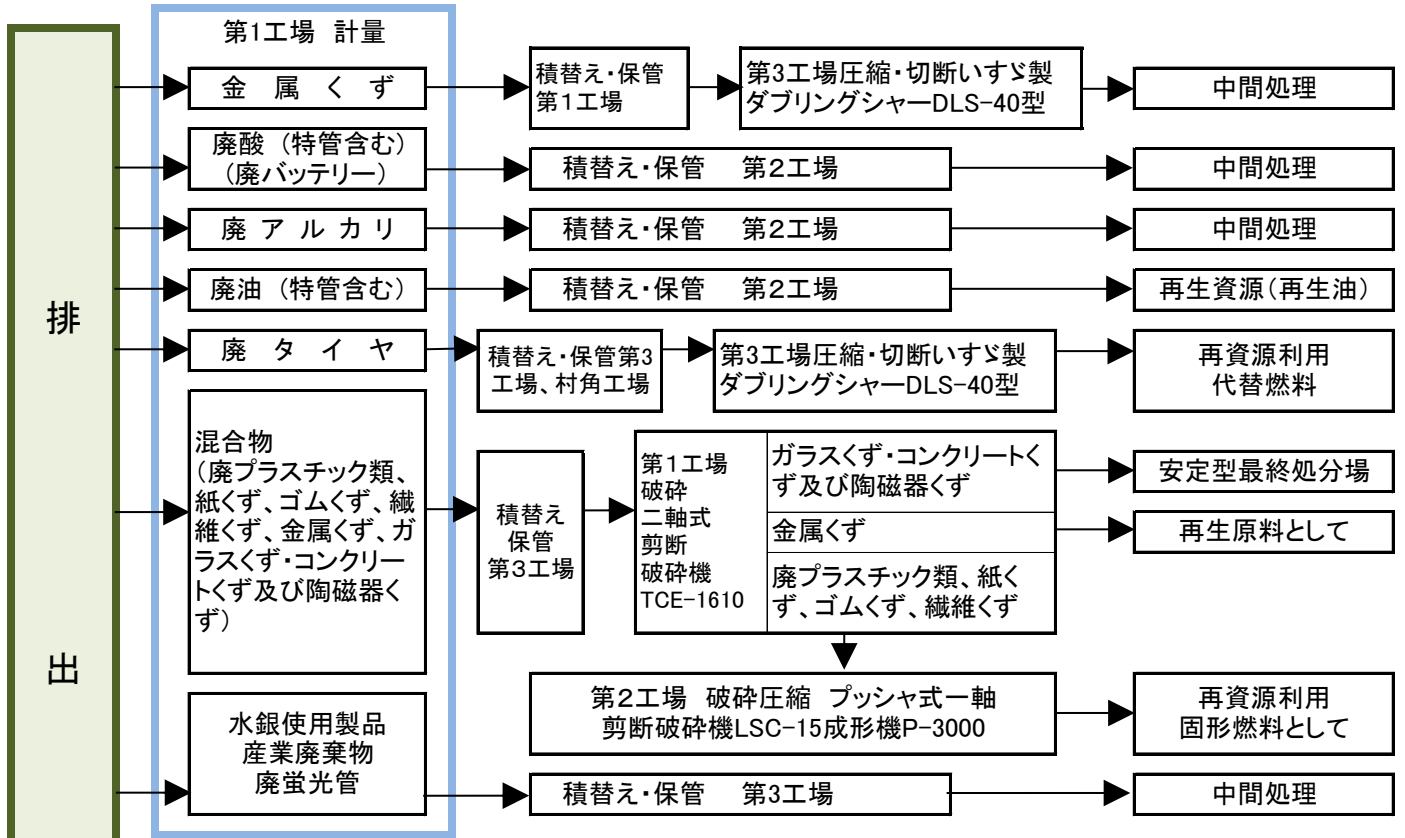 排
出
第1工場 計量
金 属 く ず
積替え・保管
第1工場
第3工場圧縮・切断いすゞ製
ダブリングシャーDLS-40型
中間処理
廃酸 (特管含む)
(廃バッテリー)
積替え・保管 第2工場
中間処理
廃 ア ル カ リ
積替え・保管 第2工場
中間処理
廃油 (特管含む)
積替え・保管 第2工場
再生資源(再生油)
廃 タ イ ヤ
積替え・保管第3
工場、村角工場
第3工場圧縮・切断いすゞ製
ダブリングシャーDLS-40型
再資源利用
代替燃料
混合物
(廃プラスチック類、
紙くず、ゴムくず、繊
維くず、金属くず、ガ
ラスくず・コンクリー
トくず及び陶磁器く
ず)
積替え
保管
第3工場
第1工場
破砕
二軸式
剪断
破砕機
TCE-1610
ガラスくず・コンクリートく
ず及び陶磁器くず
安定型最終処分場
金属くず
再生原料として
廃プラスチック類、紙く
ず、ゴムくず、繊維くず
第2工場 破砕圧縮 プッシャ式一軸
剪断破砕機LSC-15成形機P-3000
再資源利用
固形燃料として
水銀使用製品
産業廃棄物
廃蛍光管
積替え・保管 第3工場
中間処理